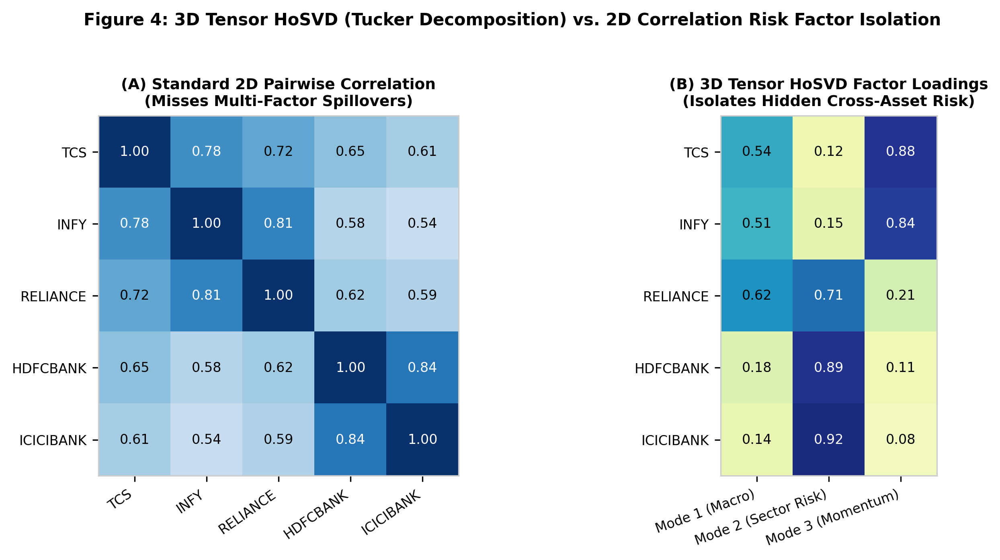 Figure 4: 3D Tensor HoSVD (Tucker Decomposition) vs. 2D Correlation Risk Factor Isolation
(A) Standard 2D Pairwise Correlation
(Misses Multi-Factor Spillovers)
TCS 1.00 0.78 0.72 0.65 0.61
INFY 0.78 1.00 0.81 0.58 0.54
RELIANCE 0.72 0.81 1.00 0.62 0.59
HDFCBANK 0.65 0.58 0.62 1.00 0.84
ICICIBANK 0.61 0.54 0.59 0.84 1.00
TCS INFY RELIANCE HDFCBANK ICICIBANK
(B) 3D Tensor HoSVD Factor Loadings
(Isolates Hidden Cross-Asset Risk)
TCS 0.54 0.12 0.88
INFY 0.51 0.15 0.84
RELIANCE 0.62 0.71 0.21
HDFCBANK 0.18 0.89 0.11
ICICIBANK 0.14 0.92 0.08
Mode 1 (Macro)
Mode 2 (Sector Risk)
Mode 3 (Momentum)